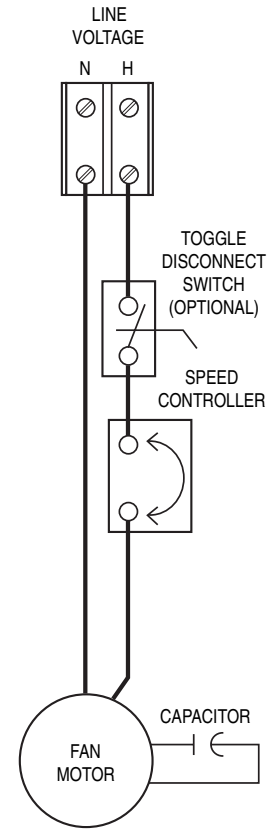 LINE
VOLTAGE
N H
TOGGLE
DISCONNECT
SWITCH
(OPTIONAL)
SPEED
CONTROLLER
CAPACITOR
FAN
MOTOR